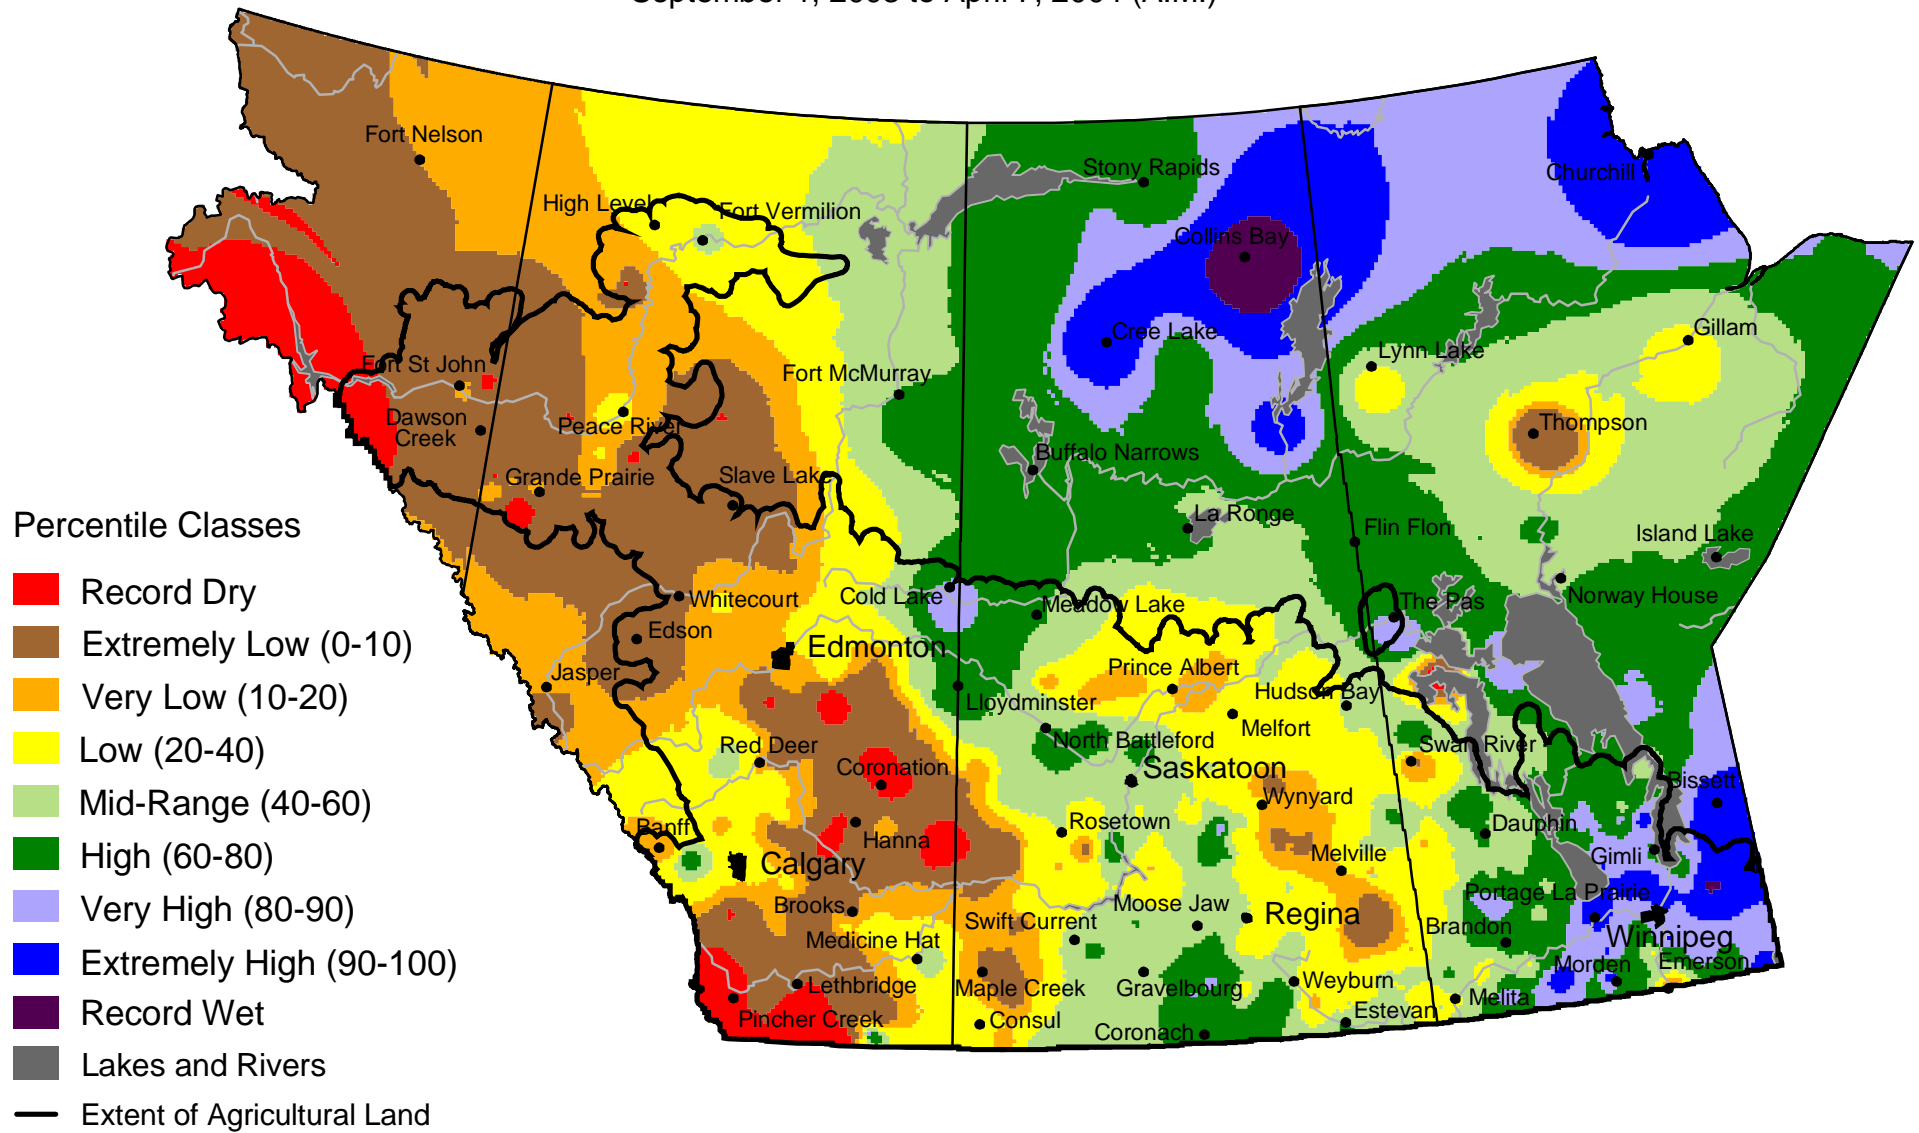 Fort Nelson
Stony Rapids
Churchill
High Level
Fort Vermilion
Collins Bay
Cree Lake
Gillam
Lynn Lake
Fort St John
Fort McMurray
Dawson
Creek
Peace River
Thompson
Buffalo Narrows
Grande Prairie
Slave Lake
La Ronge
Flin Flon
Island Lake
Percentile Classes
Record Dry
Extremely Low (0-10)
Very Low (10-20)
Low (20-40)
Mid-Range (40-60)
High (60-80)
Very High (80-90)
Extremely High (90-100)
Record Wet
Lakes and Rivers
Extent of Agricultural Land
Whitecourt
Cold Lake
Meadow Lake
The Pas
Norway House
Edson
Edmonton
Jasper
Prince Albert
Hudson Bay
Lloydminster
Melfort
Red Deer
North Battleford
Swan River
Coronation
Saskatoon
Bissett
Wynyard
Banff
Hanna
Rosetown
Dauphin
Calgary
Melville
Gimli
Brooks
Swift Current
Moose Jaw
Regina
Portage La Prairie
Brandon
Medicine Hat
Winnipeg
Morden
Emerson
Lethbridge
Maple Creek
Gravelbourg
Weyburn
Melita
Pincher Creek
Consul
Coronach
Estevan